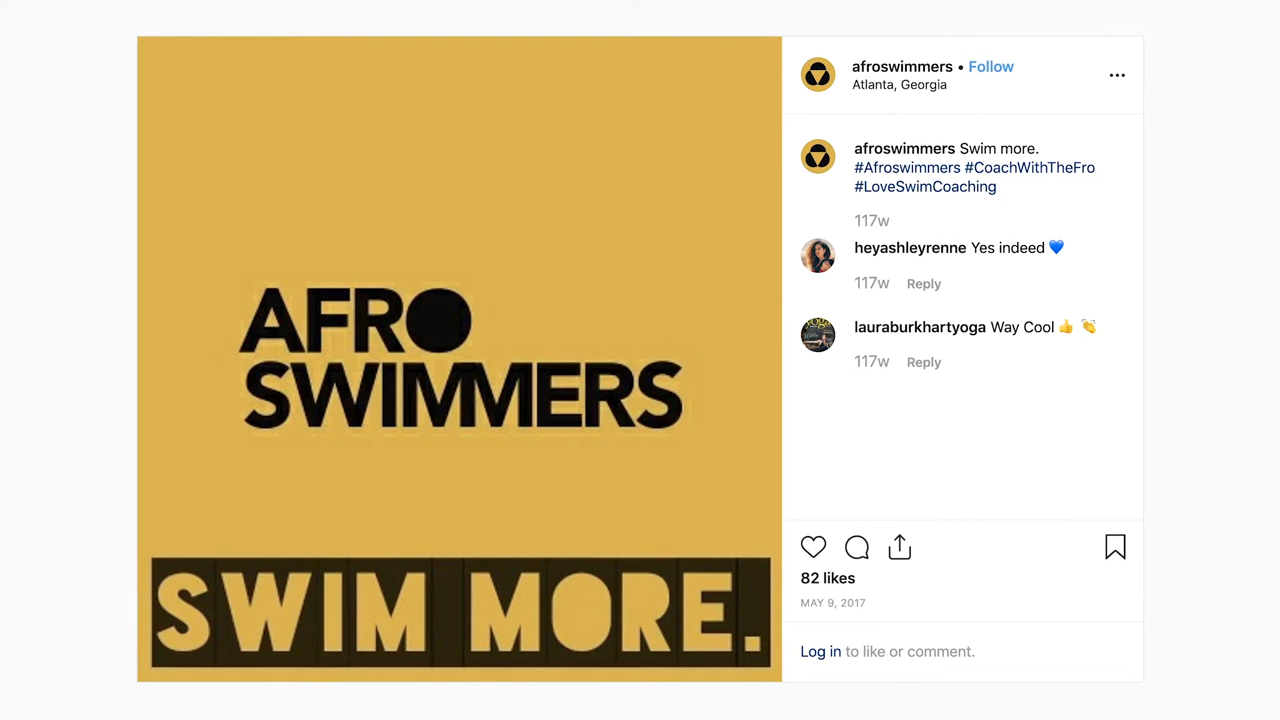 AFRO
SWIMMERS
SWIM MORE.
afroswimmers • Follow
Atlanta, Georgia
afroswimmers Swim more.
#Afroswimmers #CoachWithTheFro
#LoveSwimCoaching
117w
heyashleyrenne Yes indeed 💙
117w Reply
lauraburkhartyoga Way Cool 👍 👏
117w Reply
82 likes
MAY 9, 2017
Log in to like or comment.